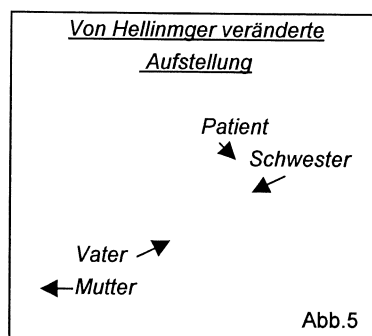 Von Hellinmger veränderte
Aufstellung
Patient
Schwester
Vater
Mutter
Abb.5